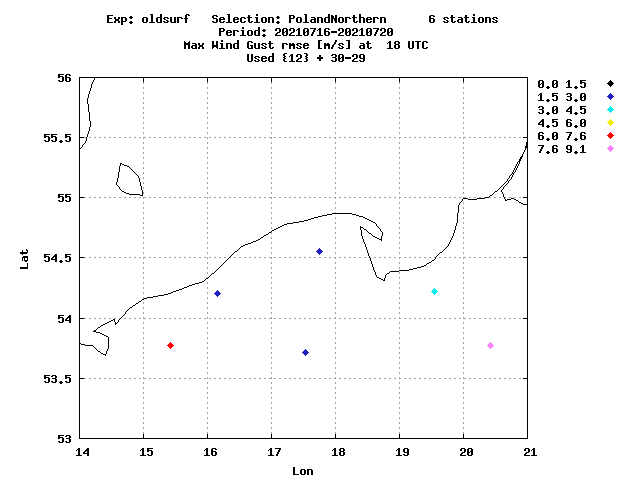 Exp: oldsurf   Selection: PolandNorthern      6 stations
Period: 20210716-20210720
Max Wind Gust rmse [m/s] at  18 UTC
Used {12} + 30-29
56
55.5
55
54.5
54
53.5
53
Lat
14 15 16 17 18 19 20 21
Lon
0.0 1.5
1.5 3.0
3.0 4.5
4.5 6.0
6.0 7.6
7.6 9.1